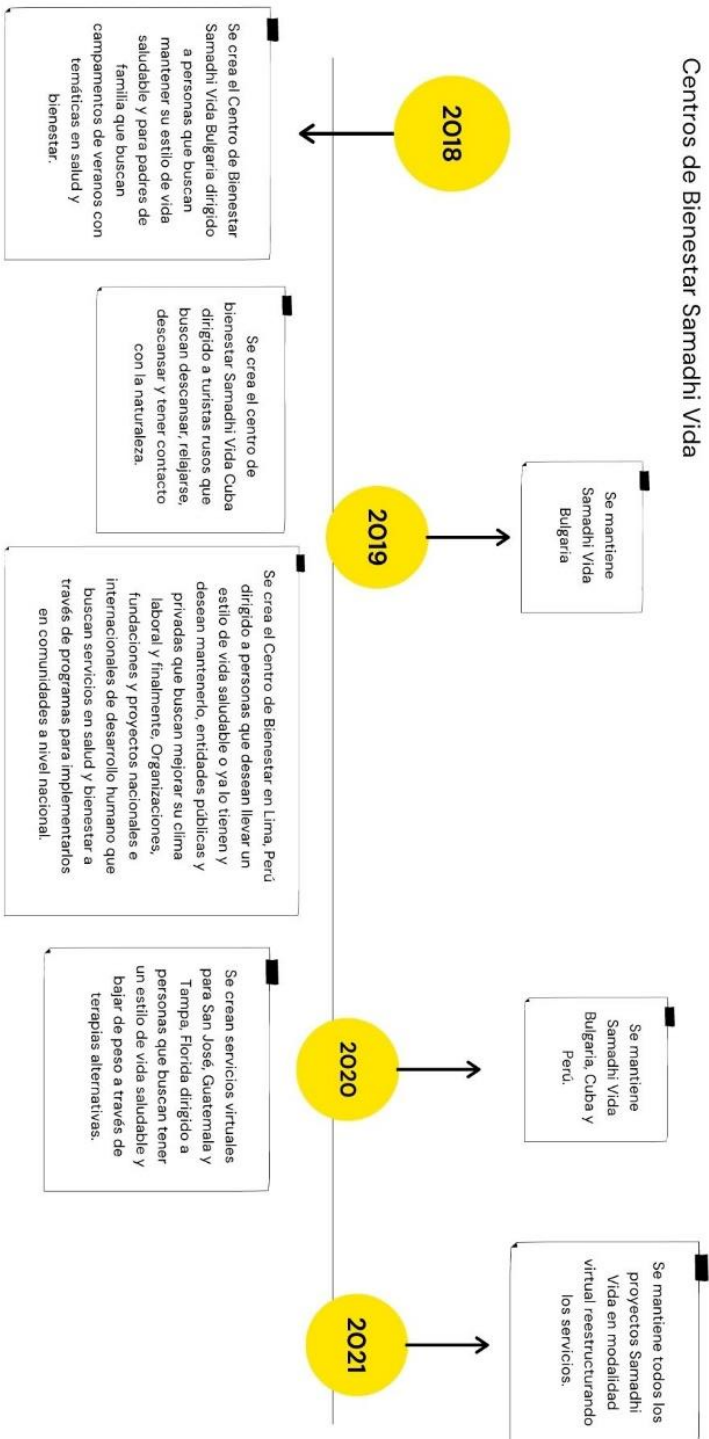 Centros de Bienestar Samadhi Vida
2018
Se crea el Centro de Bienestar
Samadhi Vida Bulgaria dirigido
a personas que buscan
mantener su estilo de vida
saludable y para padres de
familia que buscan
campamentos de veranos con
temáticas en salud y
bienestar.
Se mantiene
Samadhi Vida
Bulgaria
2019
Se crea el centro de
bienestar Samadhi Vida Cuba
dirigido a turistas rusos que
buscan descansar, relajarse,
descansar y tener contacto
con la naturaleza.
Se crea el Centro de Bienestar en Lima, Perú
dirigido a personas que desean llevar un
estilo de vida saludable o ya lo tienen y
desean mantenerlo, entidades públicas y
privadas que buscan mejorar su clima
laboral y finalmente, Organizaciones,
fundaciones y proyectos nacionales e
internacionales de desarrollo humano que
buscan servicios en salud y bienestar a
través de programas para implementarlos
en comunidades a nivel nacional.
Se mantiene
Samadhi Vida
Bulgaria, Cuba y
Perú.
2020
Se crean servicios virtuales
para San José, Guatemala y
Tampa, Florida dirigido a
personas que buscan tener
un estilo de vida saludable y
bajar de peso a través de
terapias alternativas.
Se mantiene todos los
proyectos Samadhi
Vida en modalidad
virtual reestructurando
los servicios.
2021